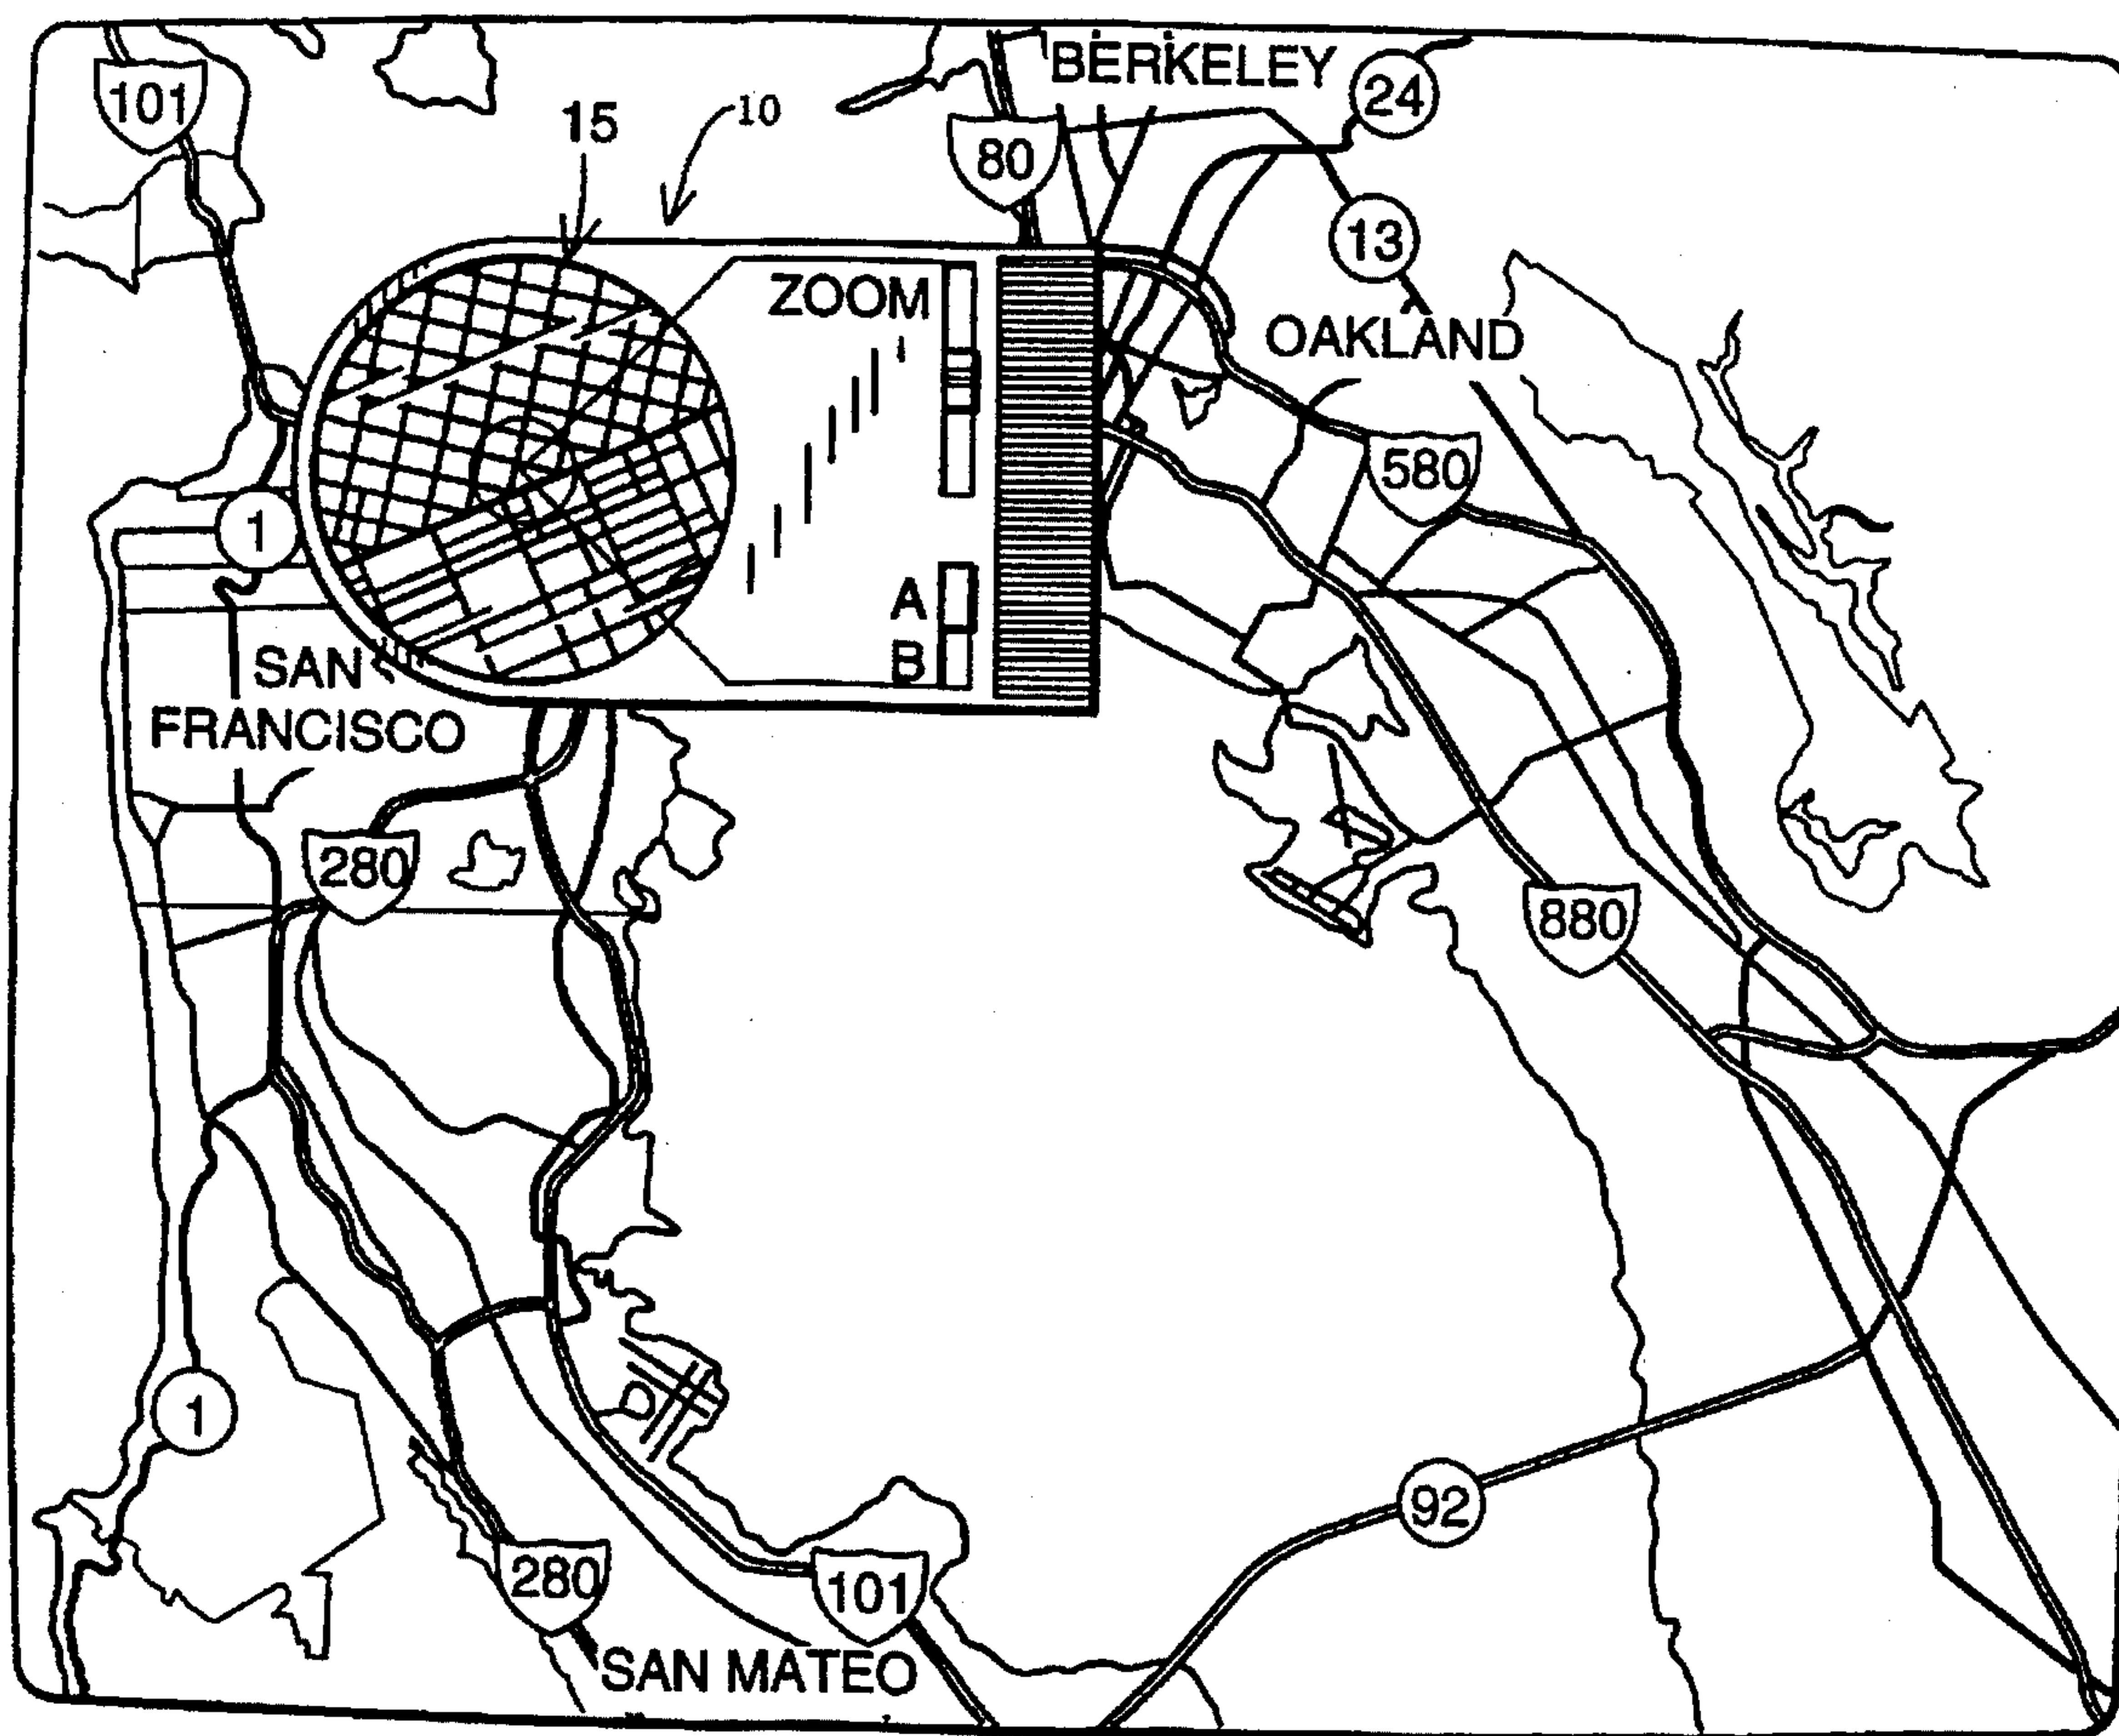 BERKELEY
24
101
15
10
80
13
ZOOM
OAKLAND
580
1
A
B
SAN
FRANCISCO
280
880
1
92
280
101
SAN MATEO